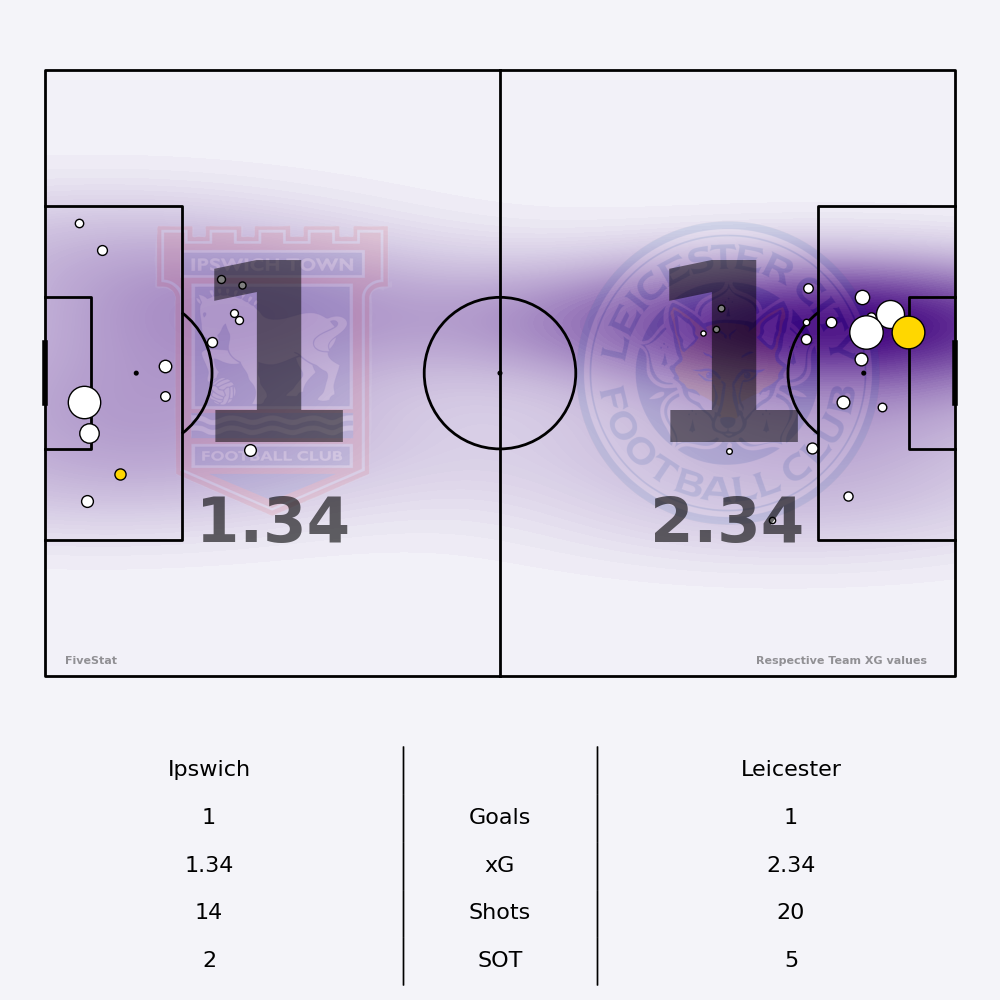 IPSWICH TOWN
FOOTBALL CLUB
LEICESTER CITY
FOOTBALL CLUB
1
1
1.34
2.34
FiveStat
Respective Team XG values
Ipswich
Leicester
1
Goals
1
1.34
xG
2.34
14
Shots
20
2
SOT
5